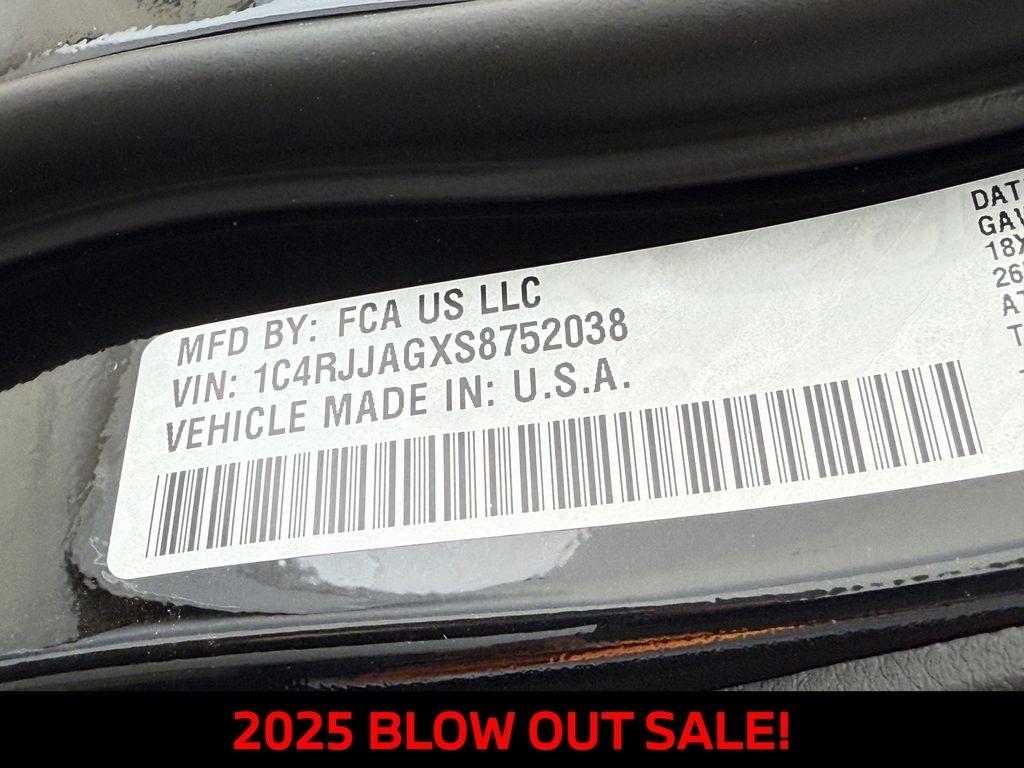 MFD BY: FCA US LLC
VIN: 1C4RJJAGXS8752038
VEHICLE MADE IN: U.S.A.
2025 BLOW OUT SALE!